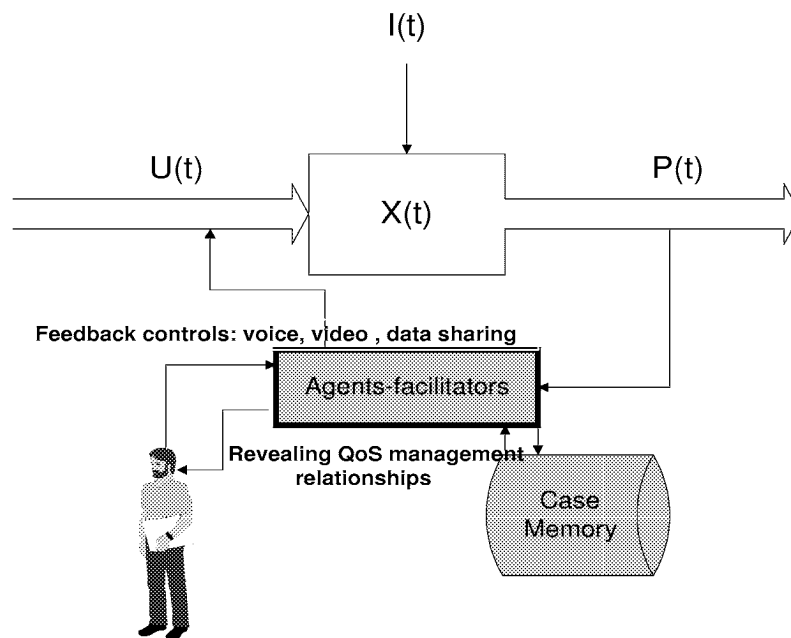 I(t)
U(t)
P(t)
X(t)
Feedback controls: voice, video , data sharing
Agents-facilitators
Revealing QoS management
relationships
Case
Memory